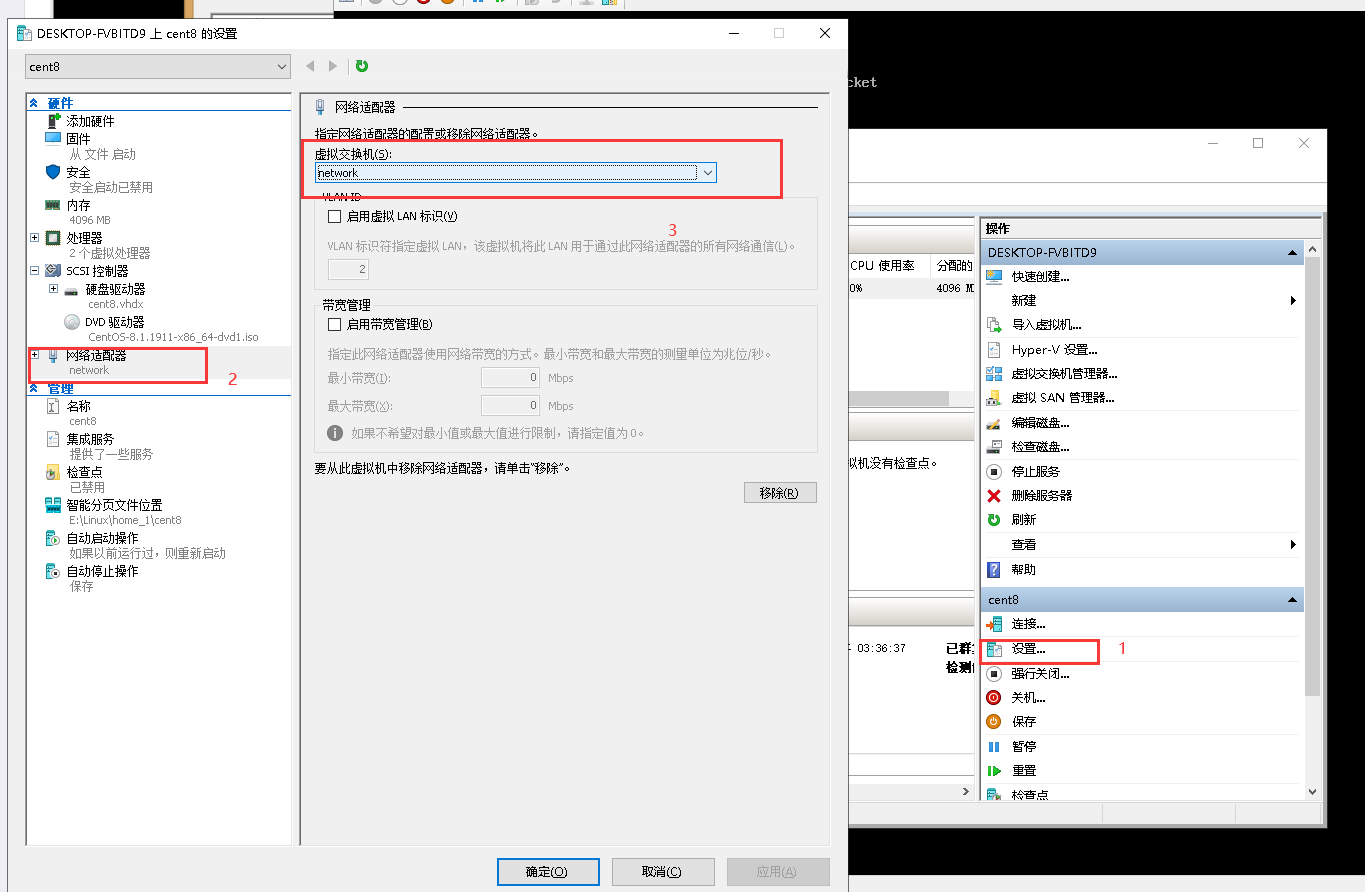 DESKTOP-FVBITD9 上 cent8 的设置
cent8
硬件
添加硬件
固件
从 文件 启动
安全
安全启动已禁用
内存
4096 MB
处理器
2 个虚拟处理器
SCSI 控制器
硬盘驱动器
cent8.vhdx
DVD 驱动器
CentOS-8.1.1911-x86_64-dvd1.iso
网络适配器
network
2
管理
名称
cent8
集成服务
提供了一些服务
检查点
已禁用
智能分页文件位置
E:\Linux\home_1\cent8
自动启动操作
如果以前运行过，则重新启动
自动停止操作
保存
网络适配器
指定网络适配器的配置或移除网络适配器。
虚拟交换机(S):
network
VLAN ID
启用虚拟 LAN 标识(V)
3
VLAN 标识符指定虚拟 LAN，该虚拟机将此 LAN 用于通过此网络适配器的所有网络通信(L)。
2
带宽管理
启用带宽管理(B)
指定此网络适配器使用网络带宽的方式。最小带宽和最大带宽的测量单位为兆位/秒。
最小带宽(I): 0 Mbps
最大带宽(X): 0 Mbps
如果不希望对最小值或最大值进行限制，请指定值为 0。
要从此虚拟机中移除网络适配器，请单击“移除”。
移除(R)
确定(O) 取消(C) 应用(A)
cket
CPU 使用率 分配的
0% 4096 M
拟机没有检查点。
03:36:37 已群
检测
操作
DESKTOP-FVBITD9
快速创建...
新建
导入虚拟机...
Hyper-V 设置...
虚拟交换机管理器...
虚拟 SAN 管理器...
编辑磁盘...
检查磁盘...
停止服务
删除服务器
刷新
查看
帮助
cent8
连接...
设置... 1
强行关闭...
关机...
保存
暂停
重置
检查点